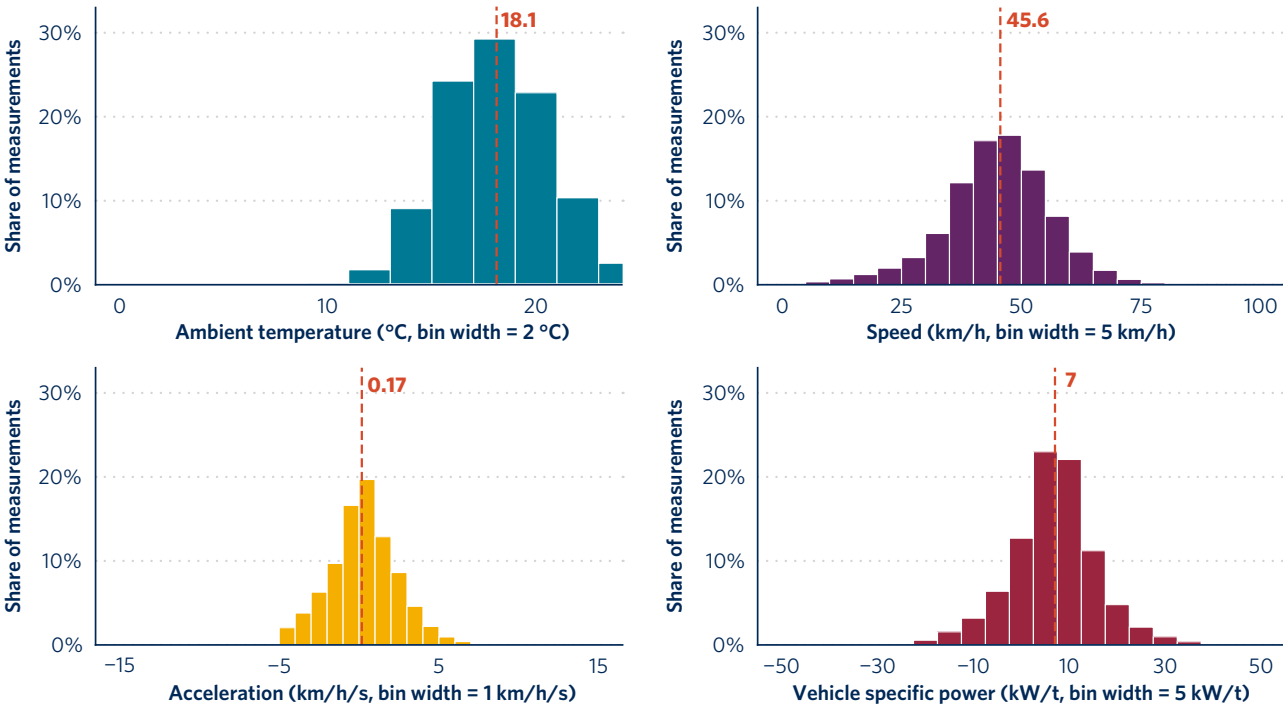 18.1
30%
20%
10%
0%
Share of measurements
0 10 20
Ambient temperature (°C, bin width = 2 °C)
45.6
30%
20%
10%
0%
Share of measurements
0 25 50 75 100
Speed (km/h, bin width = 5 km/h)
0.17
30%
20%
10%
0%
Share of measurements
−15 −5 5 15
Acceleration (km/h/s, bin width = 1 km/h/s)
7
30%
20%
10%
0%
Share of measurements
−50 −30 −10 10 30 50
Vehicle specific power (kW/t, bin width = 5 kW/t)